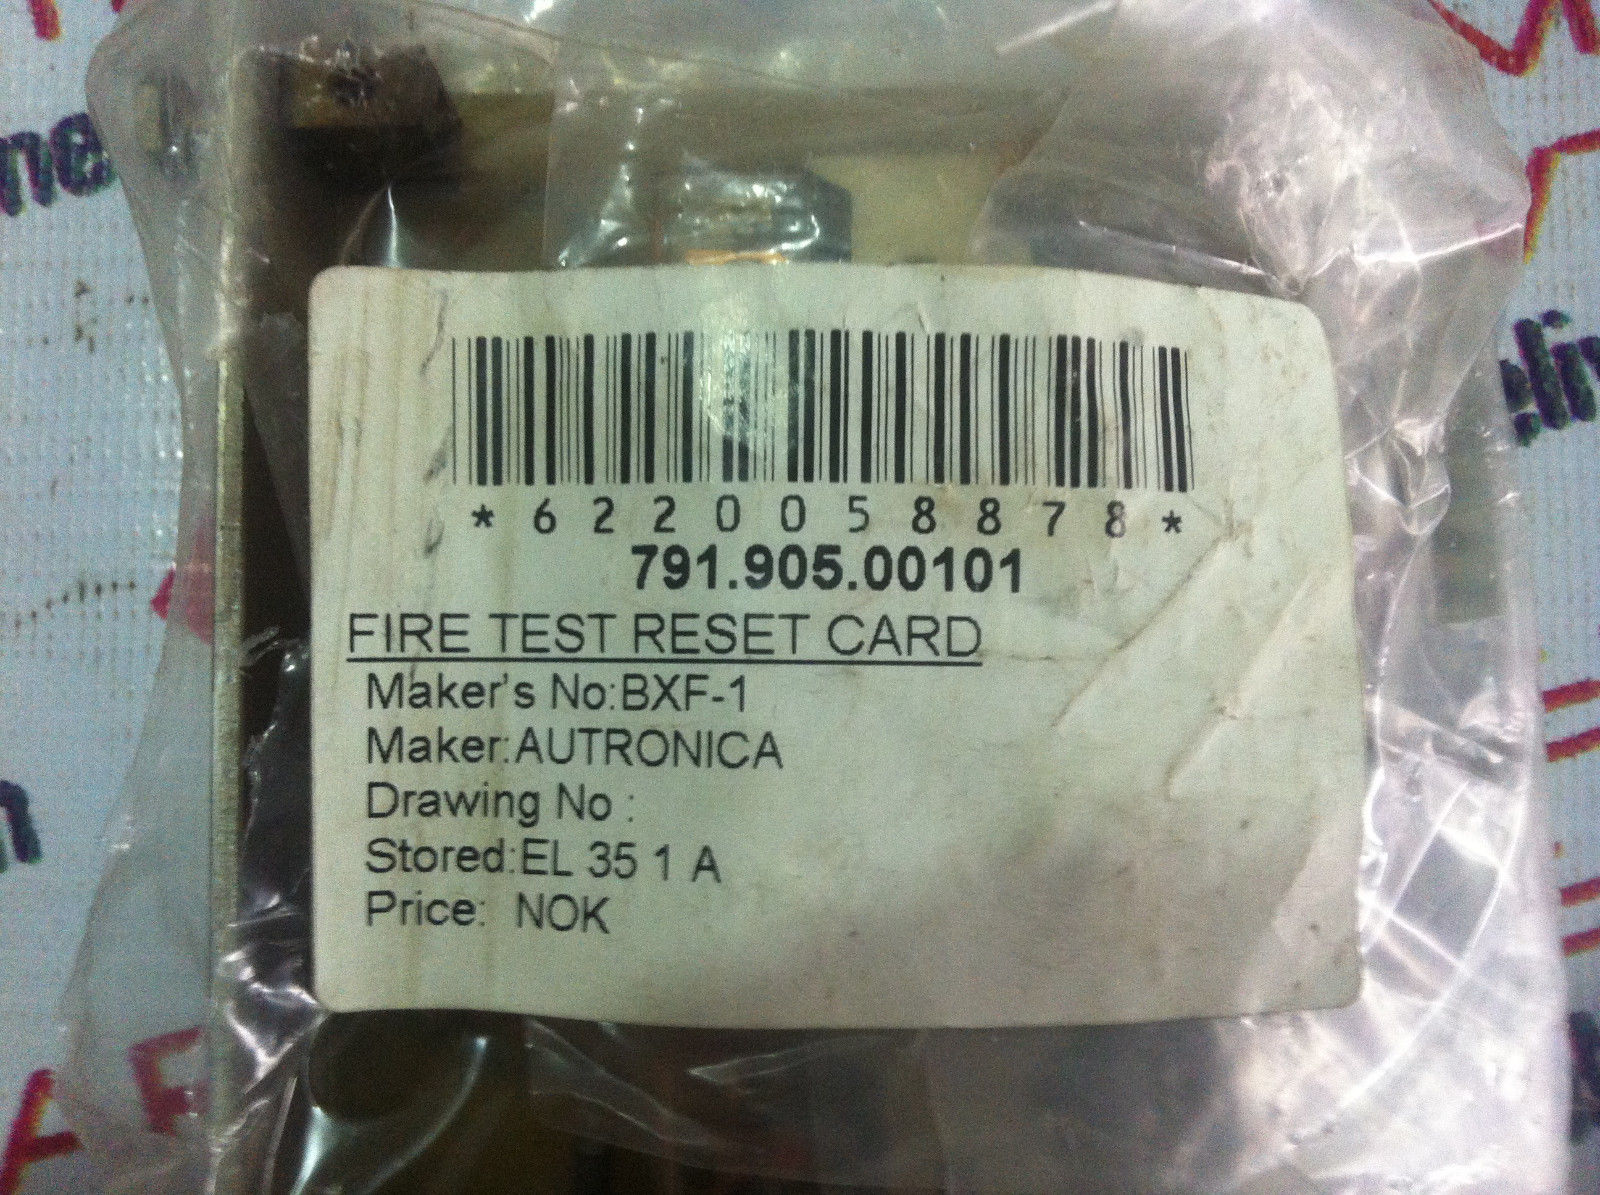 *6220058878*
791.905.00101
FIRE TEST RESET CARD
Maker's No:BXF-1
Maker:AUTRONICA
Drawing No :
Stored:EL 35 1 A
Price: NOK